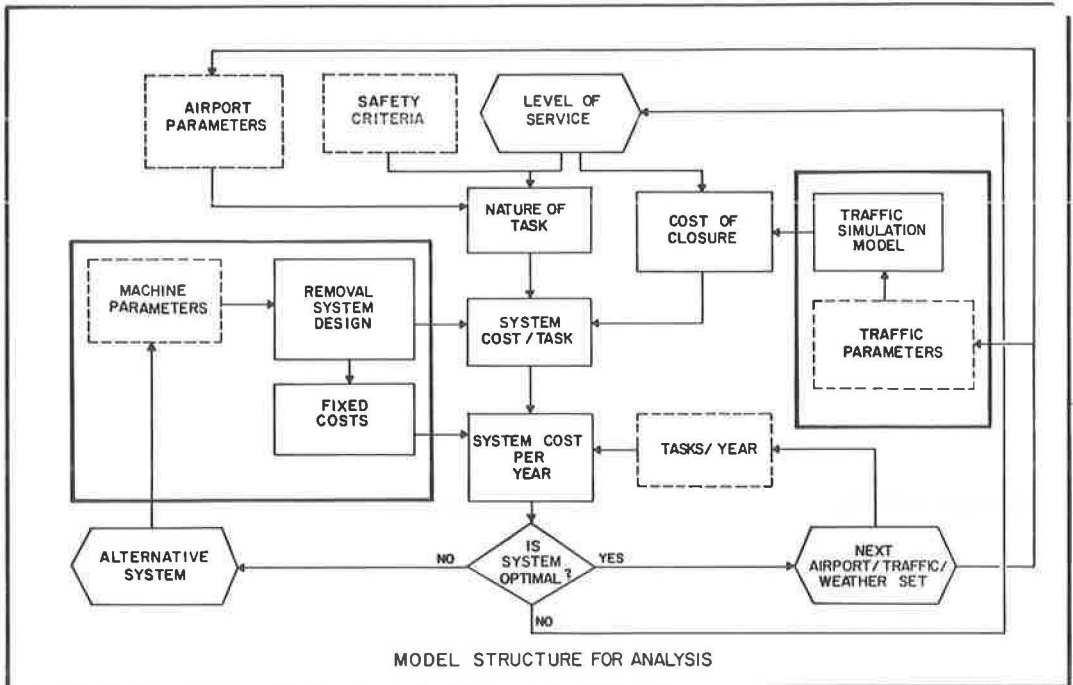 AIRPORT
PARAMETERS
SAFETY
CRITERIA
LEVEL OF
SERVICE
NATURE OF
TASK
COST OF
CLOSURE
TRAFFIC
SIMULATION
MODEL
MACHINE
PARAMETERS
REMOVAL
SYSTEM
DESIGN
SYSTEM
COST / TASK
TRAFFIC
PARAMETERS
FIXED
COSTS
SYSTEM COST
PER
YEAR
TASKS/ YEAR
ALTERNATIVE
SYSTEM
NO
IS
SYSTEM
OPTIMAL ?
YES
NEXT
AIRPORT/TRAFFIC/
WEATHER SET
NO
MODEL STRUCTURE FOR ANALYSIS